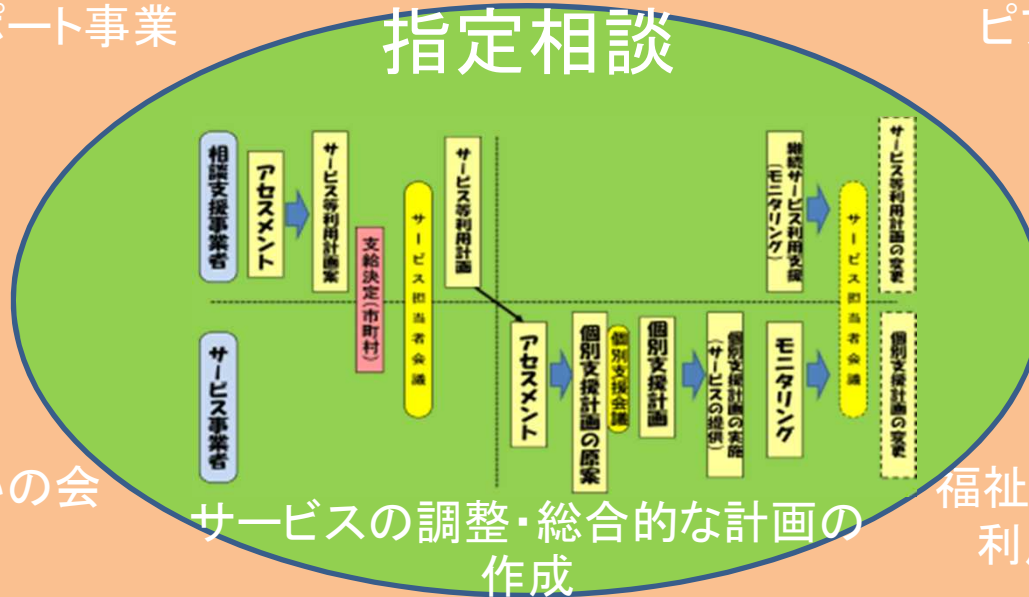 ポート事業
指定相談
ピア
相談支援事業者
アセスメント
サービス等利用計画案
支給決定(市町村)
サービス担当者会議
サービス等利用計画
継続サービス利用支援
(モニタリング)
サービス担当者会議
サービス等利用計画の変更
サービス事業者
アセスメント
個別支援計画の原案
個別支援会議
個別支援計画
個別支援計画の実施
(サービスの提供)
モニタリング
個別支援計画の変更
いの会
サービスの調整・総合的な計画の
作成
福祉
利用